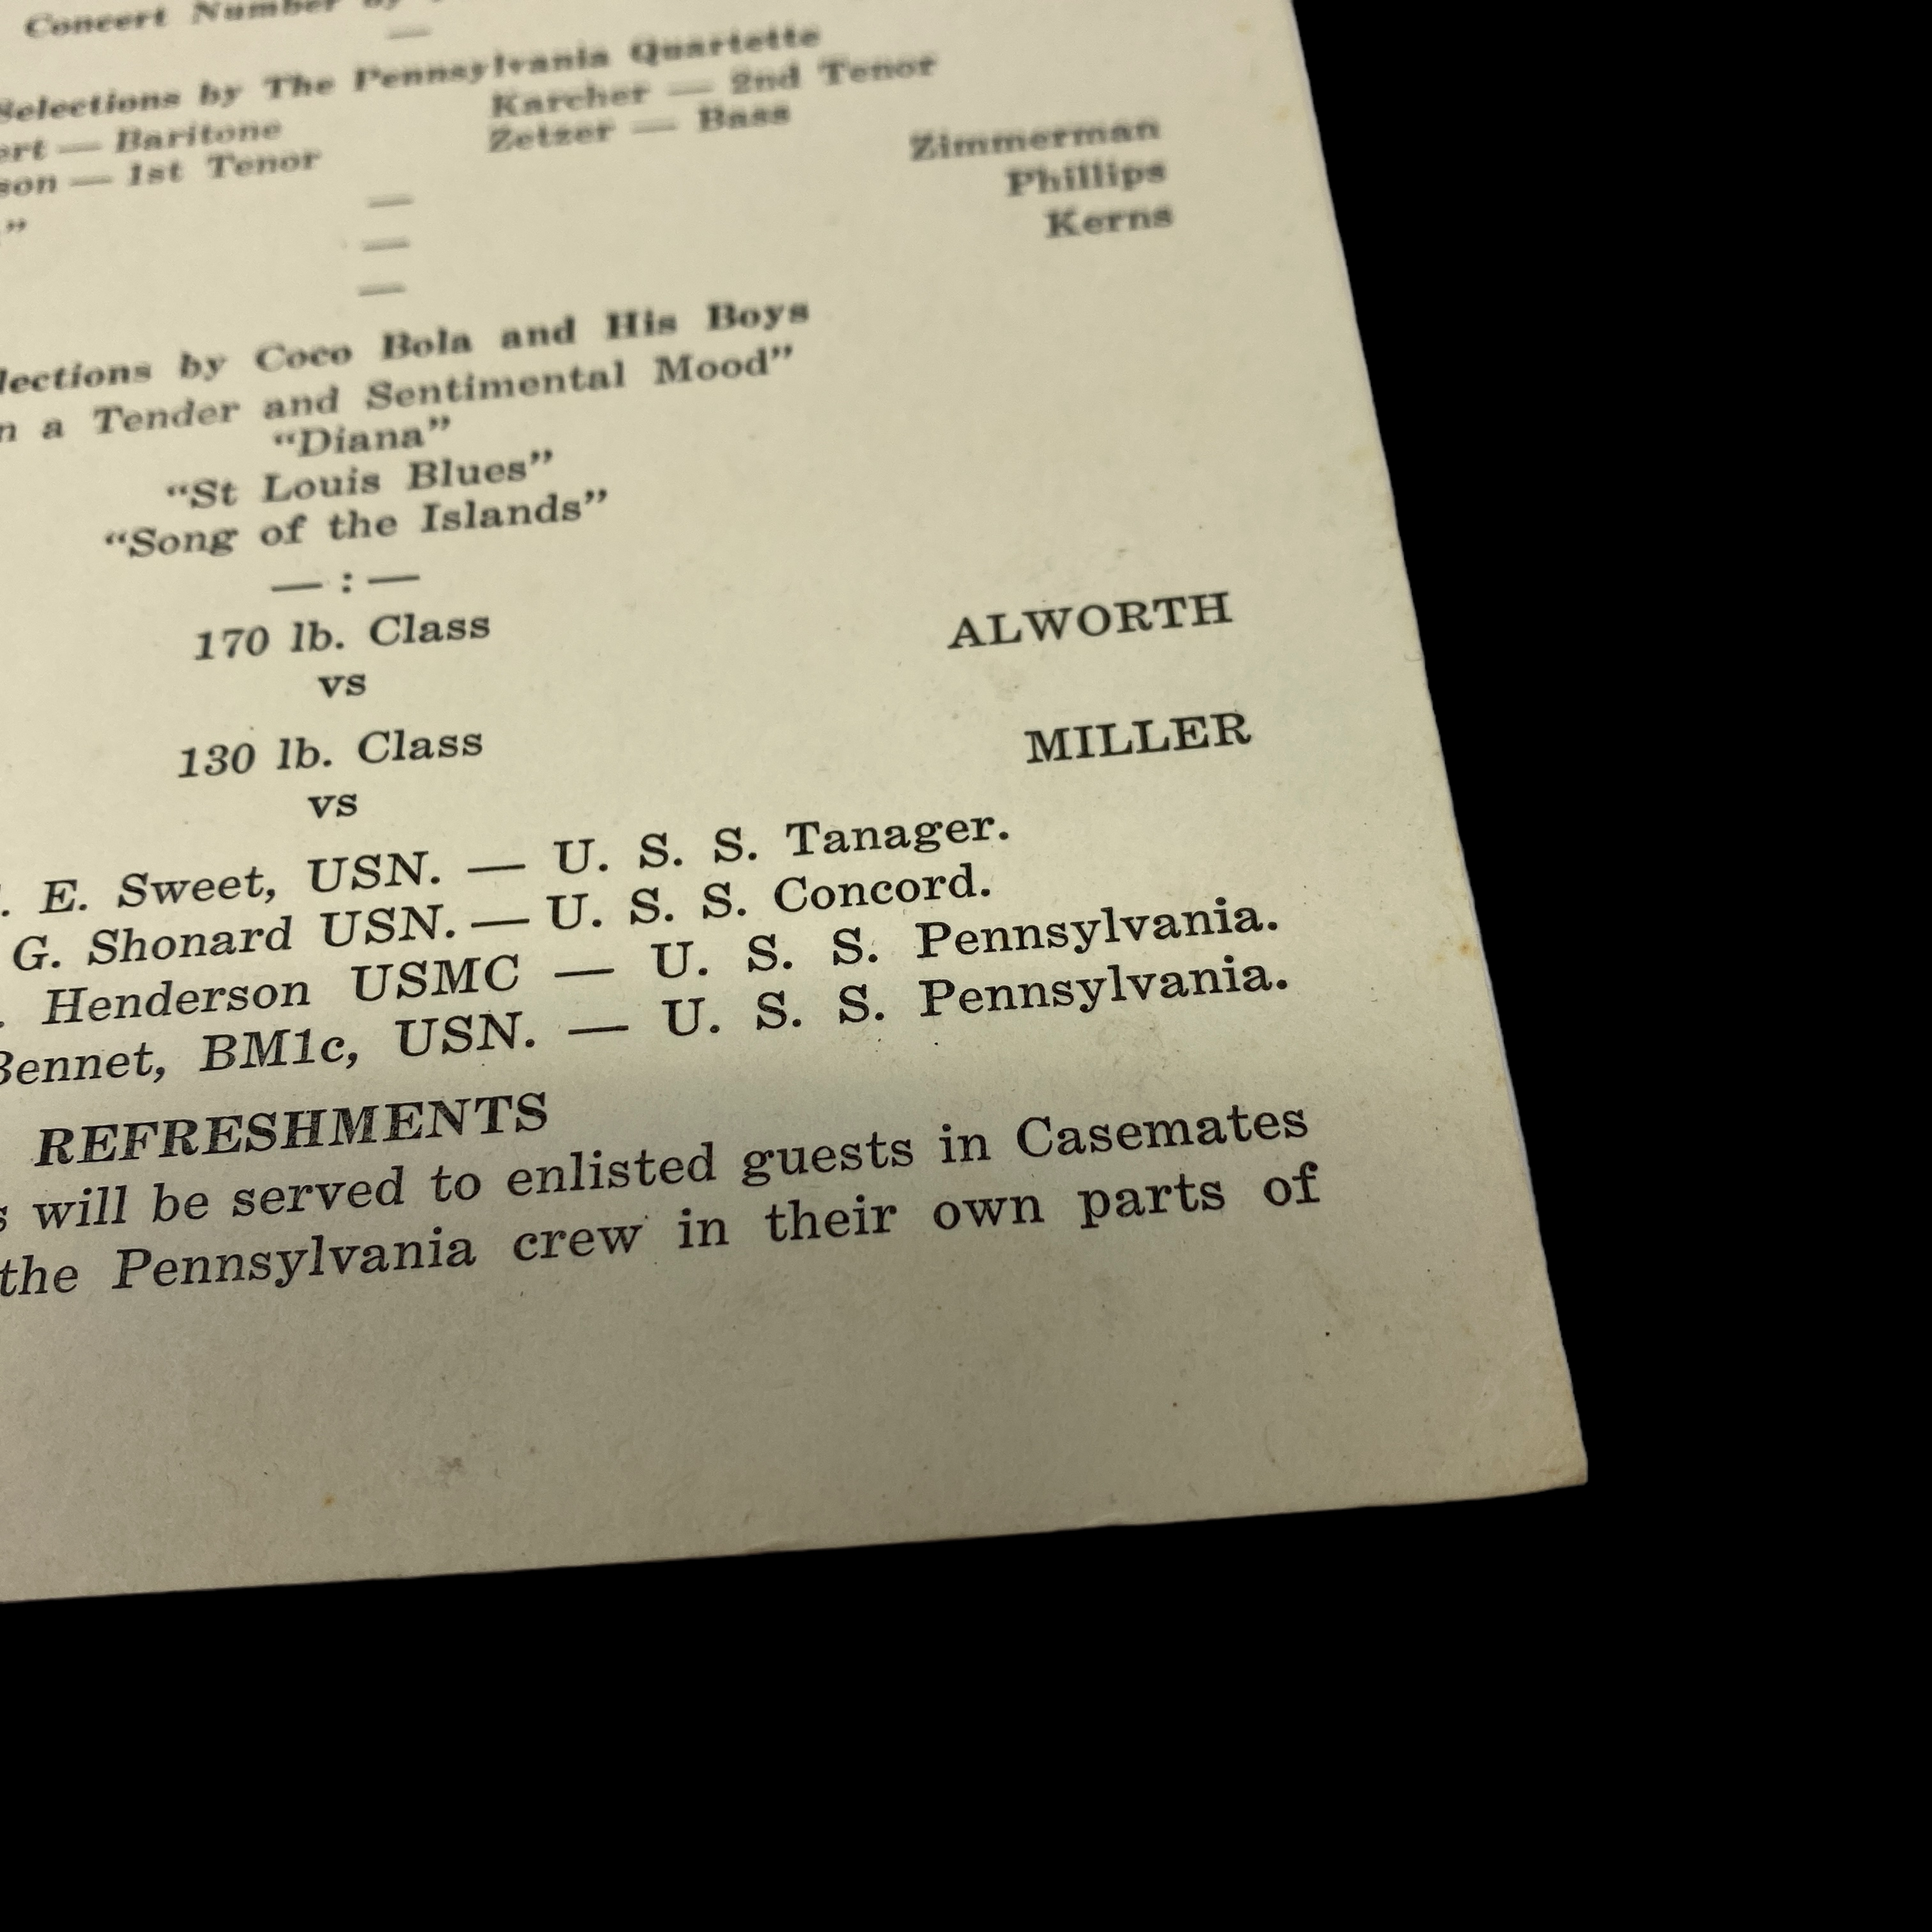 Concert Number by
Selections by The Pennsylvania Quartette
ert — Baritone Karcher — 2nd Tenor
son — 1st Tenor Zetzer — Bass
” — Zimmerman
— Phillips
— Kerns
lections by Coco Bola and His Boys
n a Tender and Sentimental Mood”
“Diana”
“St Louis Blues”
“Song of the Islands”
— : —
170 lb. Class ALWORTH
vs
130 lb. Class MILLER
vs
. E. Sweet, USN. — U. S. S. Tanager.
G. Shonard USN. — U. S. S. Concord.
. Henderson USMC — U. S. S. Pennsylvania.
Bennet, BM1c, USN. — U. S. S. Pennsylvania.
REFRESHMENTS
s will be served to enlisted guests in Casemates
the Pennsylvania crew in their own parts of